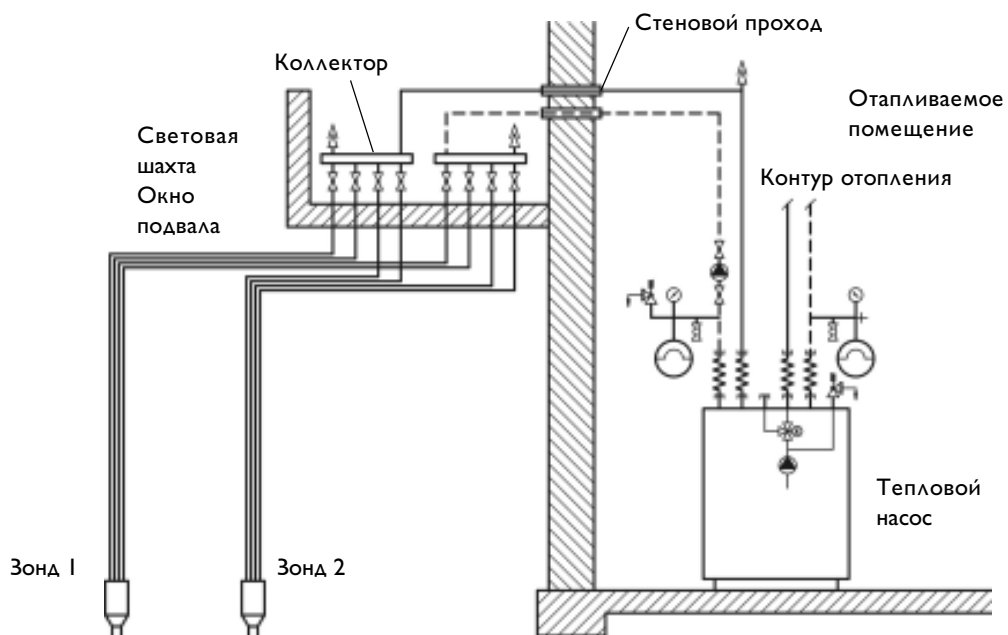 Стеновой проход
Коллектор
Отапливаемое
помещение
Световая
шахта
Окно
подвала
Контур отопления
Тепловой
насос
Зонд 1
Зонд 2